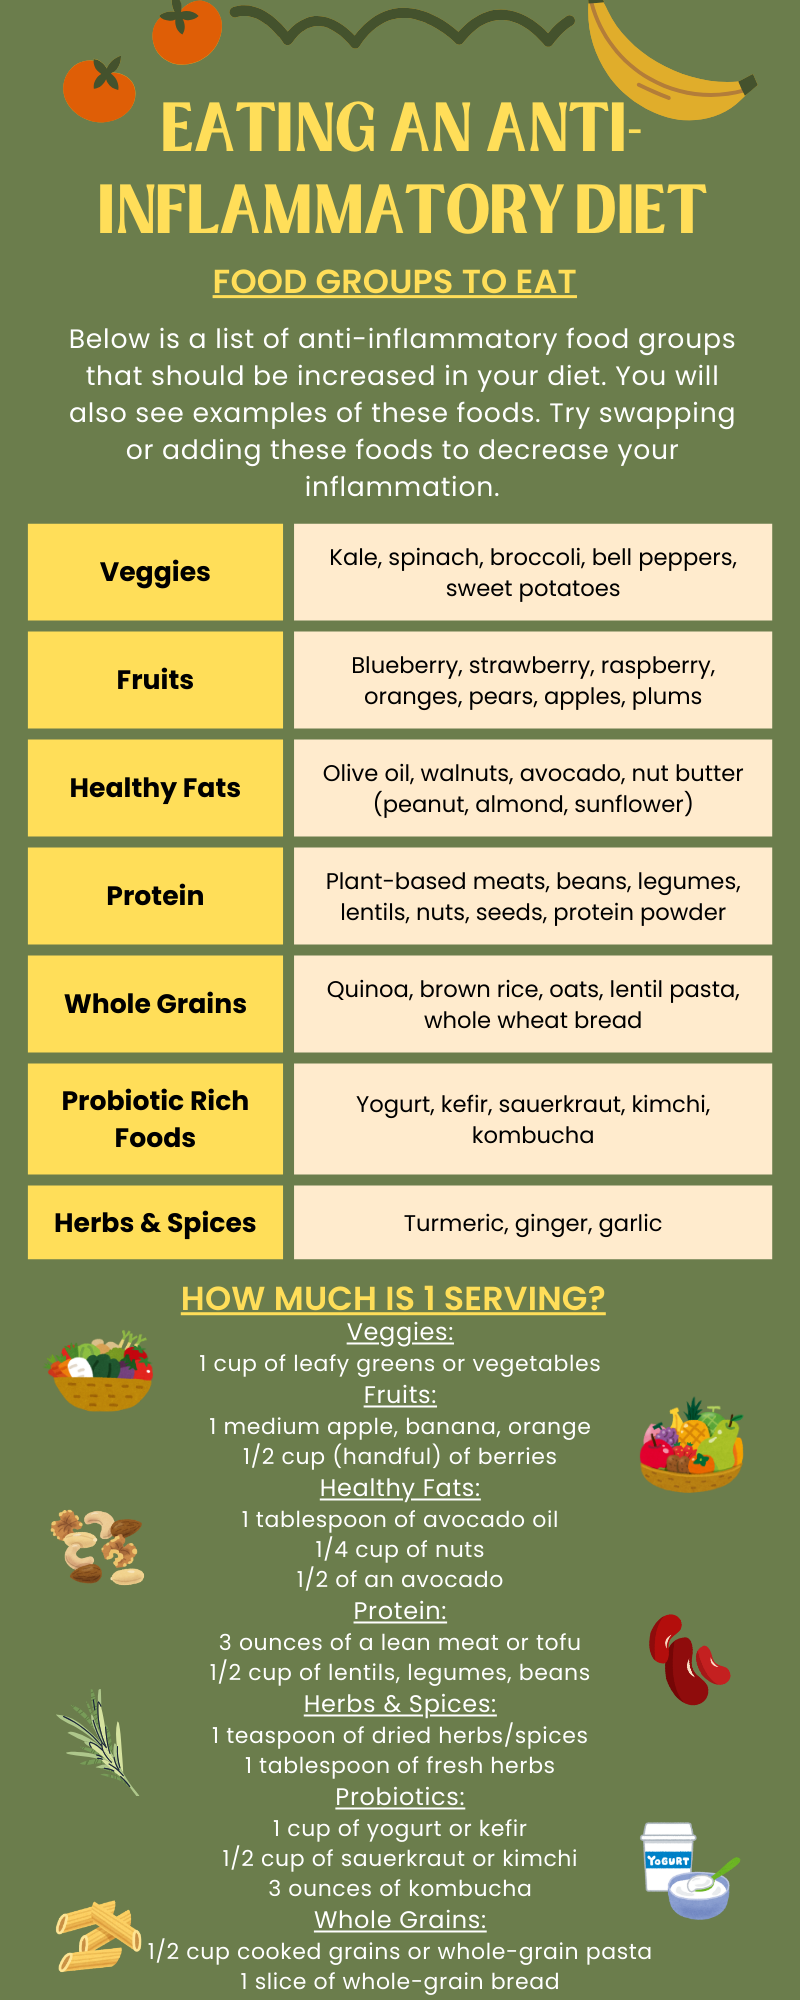 EATING AN ANTI-
INFLAMMATORY DIET
FOOD GROUPS TO EAT
Below is a list of anti-inflammatory food groups
that should be increased in your diet. You will
also see examples of these foods. Try swapping
or adding these foods to decrease your
inflammation.
Veggies
Kale, spinach, broccoli, bell peppers,
sweet potatoes
Fruits
Blueberry, strawberry, raspberry,
oranges, pears, apples, plums
Healthy Fats
Olive oil, walnuts, avocado, nut butter
(peanut, almond, sunflower)
Protein
Plant-based meats, beans, legumes,
lentils, nuts, seeds, protein powder
Whole Grains
Quinoa, brown rice, oats, lentil pasta,
whole wheat bread
Probiotic Rich
Foods
Yogurt, kefir, sauerkraut, kimchi,
kombucha
Herbs & Spices
Turmeric, ginger, garlic
HOW MUCH IS 1 SERVING?
Veggies:
1 cup of leafy greens or vegetables
Fruits:
1 medium apple, banana, orange
1/2 cup (handful) of berries
Healthy Fats:
1 tablespoon of avocado oil
1/4 cup of nuts
1/2 of an avocado
Protein:
3 ounces of a lean meat or tofu
1/2 cup of lentils, legumes, beans
Herbs & Spices:
1 teaspoon of dried herbs/spices
1 tablespoon of fresh herbs
Probiotics:
1 cup of yogurt or kefir
1/2 cup of sauerkraut or kimchi
3 ounces of kombucha
YOGURT
Whole Grains:
1/2 cup cooked grains or whole-grain pasta
1 slice of whole-grain bread